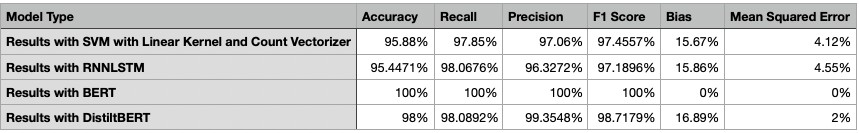 Model Type Accuracy Recall Precision F1 Score Bias Mean Squared Error
Results with SVM with Linear Kernel and Count Vectorizer 95.88% 97.85% 97.06% 97.4557% 15.67% 4.12%
Results with RNNLSTM 95.4471% 98.0676% 96.3272% 97.1896% 15.86% 4.55%
Results with BERT 100% 100% 100% 100% 0% 0%
Results with DistiltBERT 98% 98.0892% 99.3548% 98.7179% 16.89% 2%